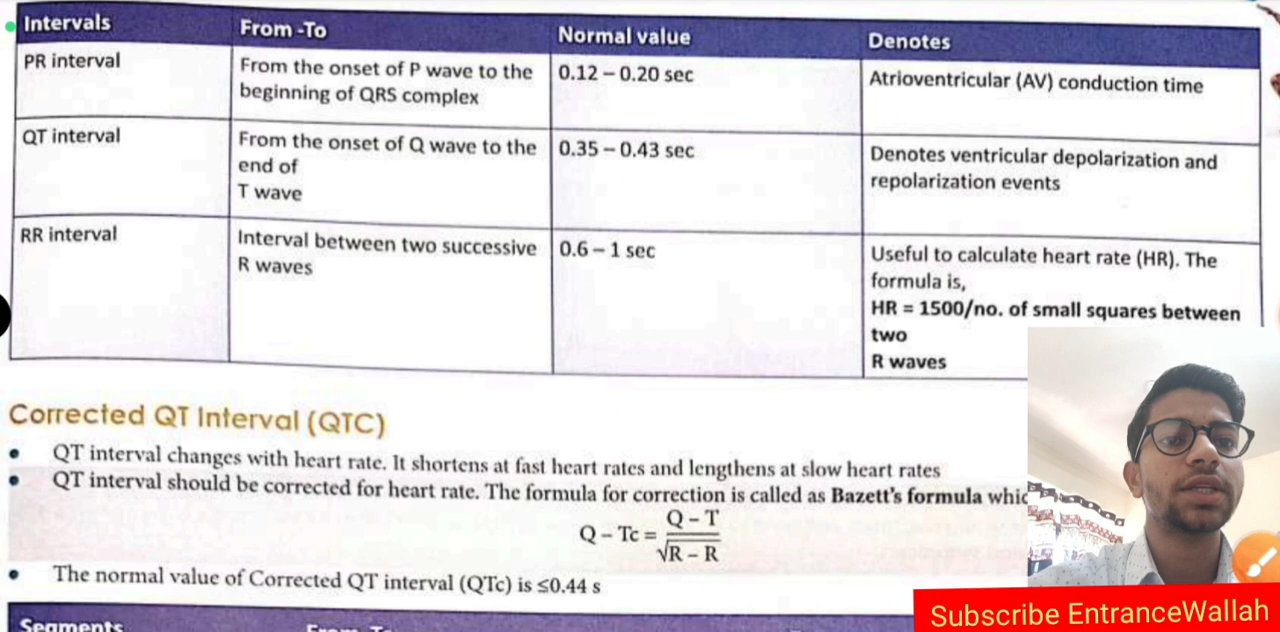 Intervals
From -To
Normal value
Denotes
PR interval
From the onset of P wave to the
beginning of QRS complex
0.12 – 0.20 sec
Atrioventricular (AV) conduction time
QT interval
From the onset of Q wave to the
end of
T wave
0.35 – 0.43 sec
Denotes ventricular depolarization and
repolarization events
RR interval
Interval between two successive
R waves
0.6 – 1 sec
Useful to calculate heart rate (HR). The
formula is,
HR = 1500/no. of small squares between
two
R waves
Corrected QT Interval (QTC)
• QT interval changes with heart rate. It shortens at fast heart rates and lengthens at slow heart rates
• QT interval should be corrected for heart rate. The formula for correction is called as Bazett's formula whic
Q – Tc = Q – T
√R – R
• The normal value of Corrected QT interval (QTc) is ≤0.44 s
Segments
Subscribe EntranceWallah